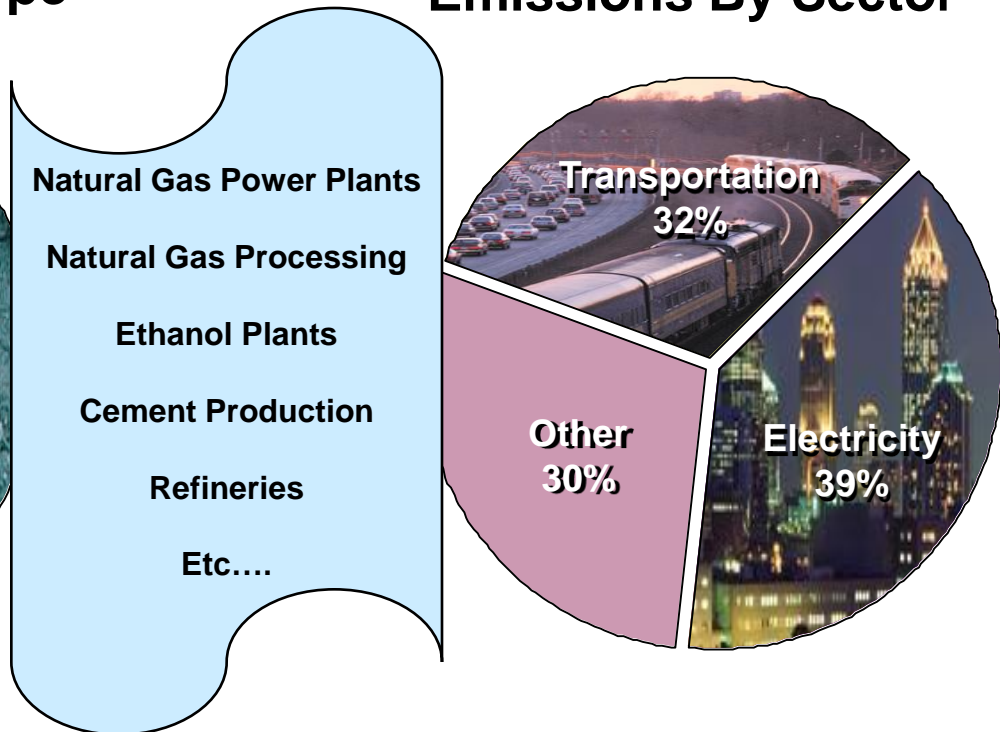 Emissions By Sector
Natural Gas Power Plants
Natural Gas Processing
Ethanol Plants
Cement Production
Refineries
Etc....
Transportation
32%
Other
30%
Electricity
39%